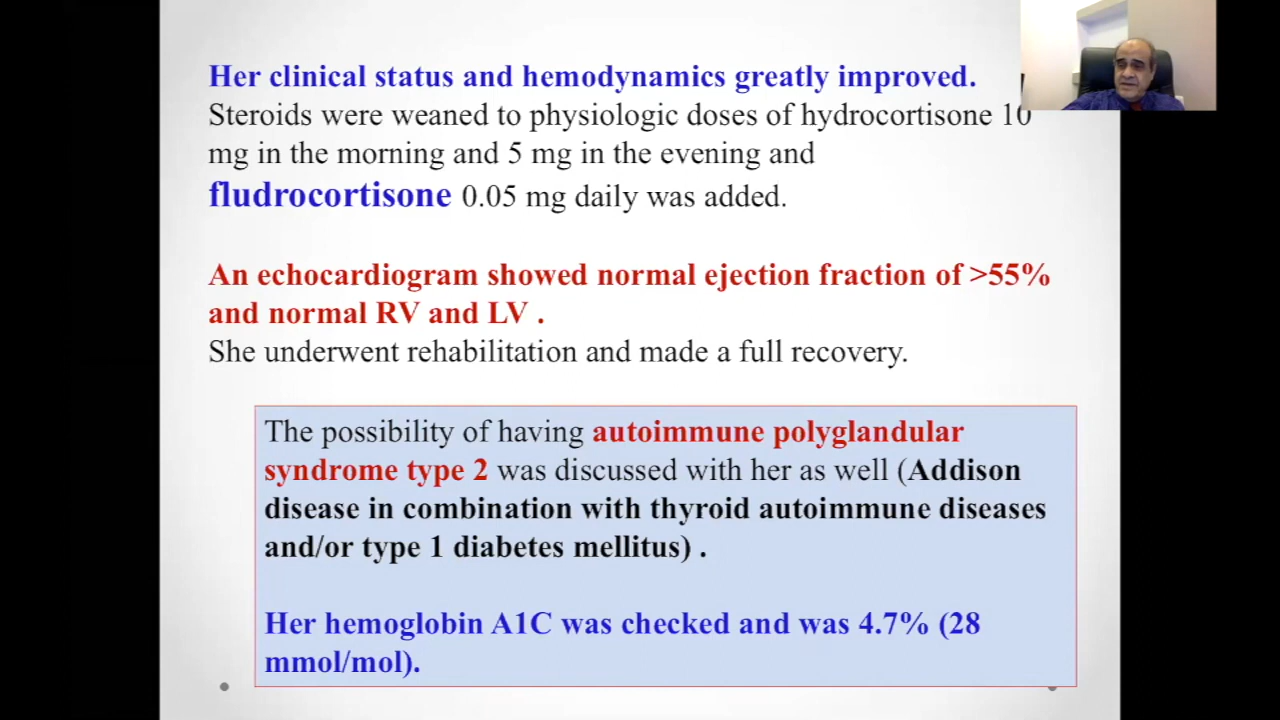 Her clinical status and hemodynamics greatly improved.
Steroids were weaned to physiologic doses of hydrocortisone 10
mg in the morning and 5 mg in the evening and
fludrocortisone 0.05 mg daily was added.
An echocardiogram showed normal ejection fraction of >55%
and normal RV and LV .
She underwent rehabilitation and made a full recovery.
The possibility of having autoimmune polyglandular
syndrome type 2 was discussed with her as well (Addison
disease in combination with thyroid autoimmune diseases
and/or type 1 diabetes mellitus) .
Her hemoglobin A1C was checked and was 4.7% (28
mmol/mol).